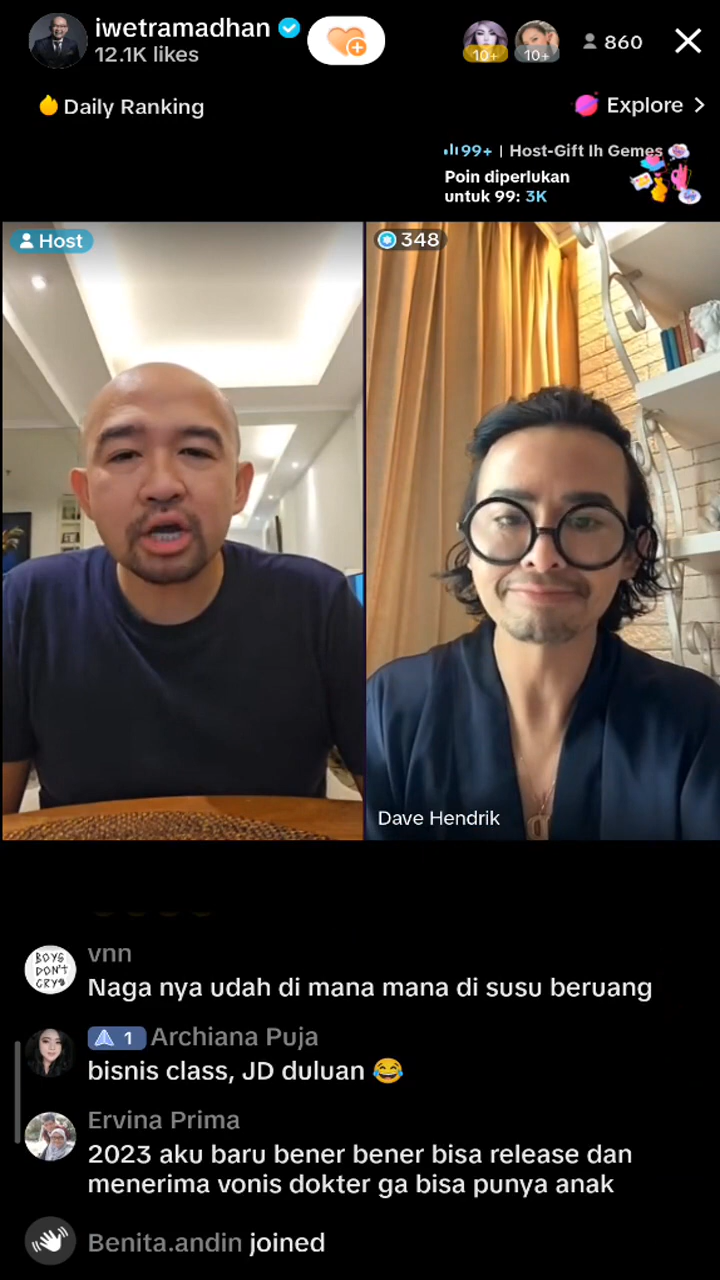 iwetramadhan
12.1K likes
10+
10+
860
Daily Ranking
Explore
99+ | Host-Gift Ih Gemes
Poin diperlukan
untuk 99: 3K
Host
348
Dave Hendrik
BOYS
DON'T
CRY
vnn
Naga nya udah di mana mana di susu beruang
1 Archiana Puja
bisnis class, JD duluan 😂
Ervina Prima
2023 aku baru bener bener bisa release dan
menerima vonis dokter ga bisa punya anak
Benita.andin joined